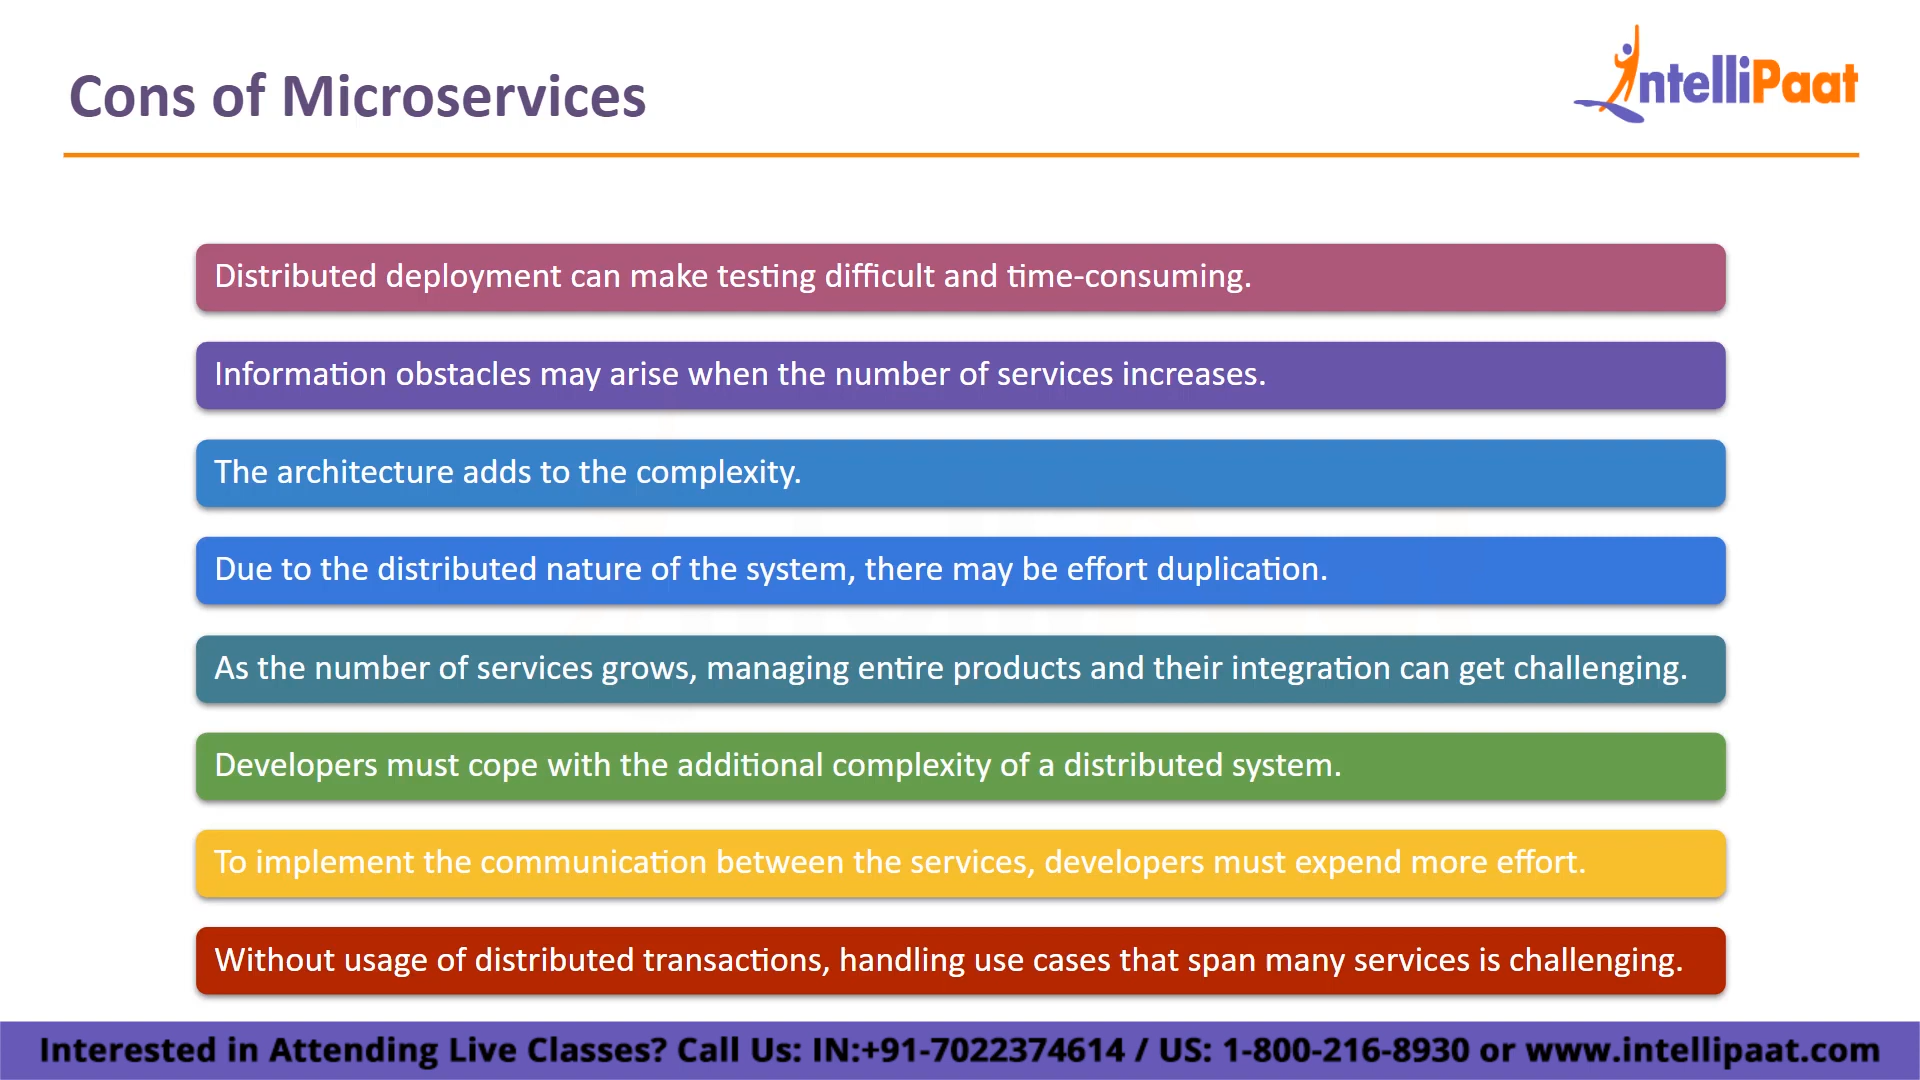 Cons of Microservices
IntelliPaat
Distributed deployment can make testing difficult and time-consuming.
Information obstacles may arise when the number of services increases.
The architecture adds to the complexity.
Due to the distributed nature of the system, there may be effort duplication.
As the number of services grows, managing entire products and their integration can get challenging.
Developers must cope with the additional complexity of a distributed system.
To implement the communication between the services, developers must expend more effort.
Without usage of distributed transactions, handling use cases that span many services is challenging.
Interested in Attending Live Classes? Call Us: IN:+91-7022374614 / US: 1-800-216-8930 or www.intellipaat.com